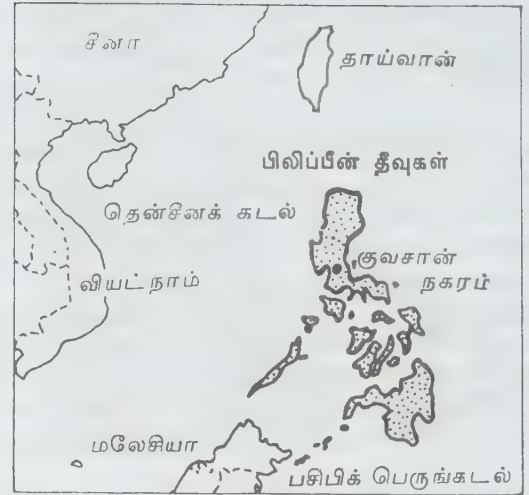 சீனா
தாய்வான்
பிலிப்பீன் தீவுகள்
தென்சீனக் கடல்
குவசான்
நகரம்
வியட்நாம்
மலேசியா
பசிபிக் பெருங்கடல்